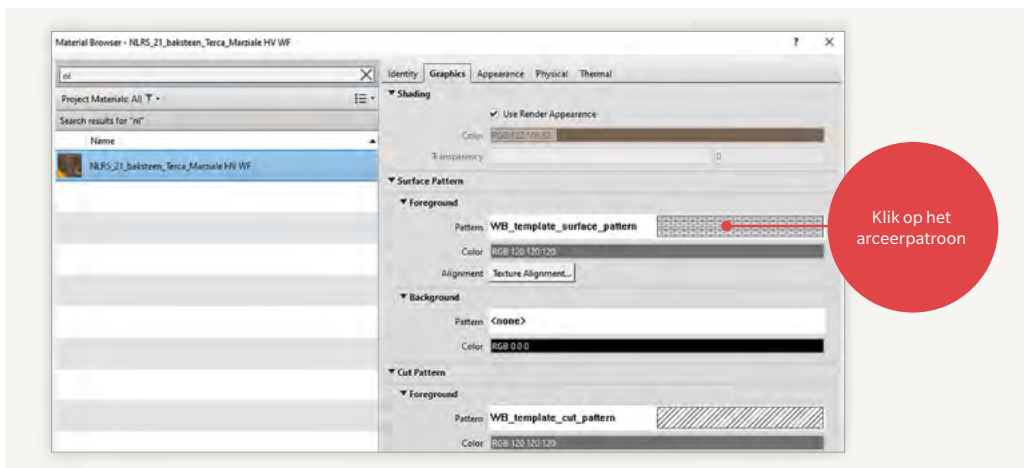 Material Browser - NLRS_21_baksteen_Terca_Marziale HV WF
? X
nl
Identity Graphics Appearance Physical Thermal
Project Materials: All
Shading
Search results for "nl"
Use Render Appearance
Name
Color RGB
NLRS_21_baksteen_Terca_Marziale HV WF
Transparency 0
Surface Pattern
Foreground
Pattern WB_template_surface_pattern
Klik op het
arceerpatroon
Color RGB 120 120 120
Alignment Texture Alignment...
Background
Pattern <none>
Color RGB 0 0 0
Cut Pattern
Foreground
Pattern WB_template_cut_pattern
Color RGB 120 120 120